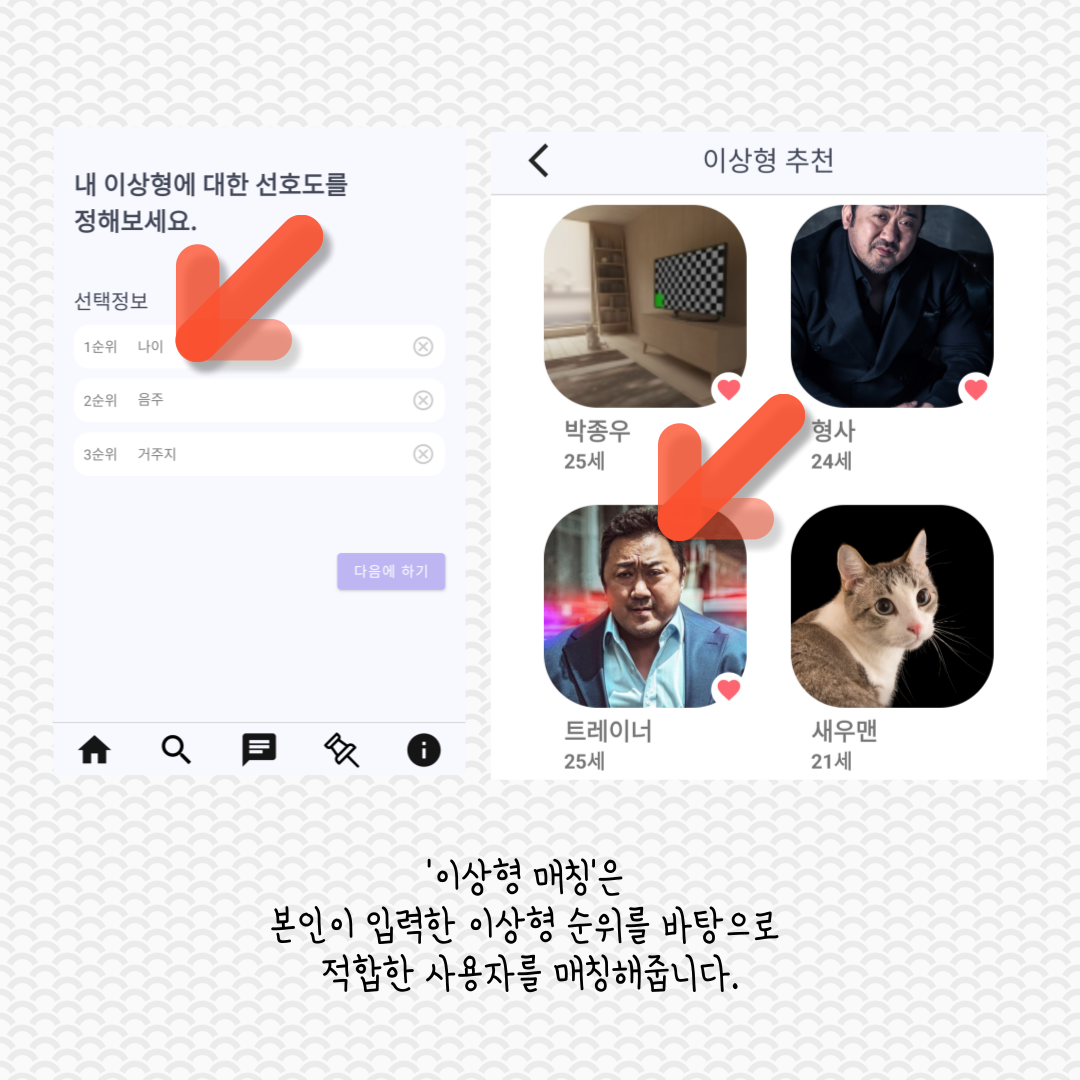 내 이상형에 대한 선호도를
정해보세요.
선택정보
1순위 나이
2순위 음주
3순위 거주지
다음에 하기
이상형 추천
박종우
25세
형사
24세
트레이너
25세
새우맨
21세
'이상형 매칭'은
본인이 입력한 이상형 순위를 바탕으로
적합한 사용자를 매칭해줍니다.